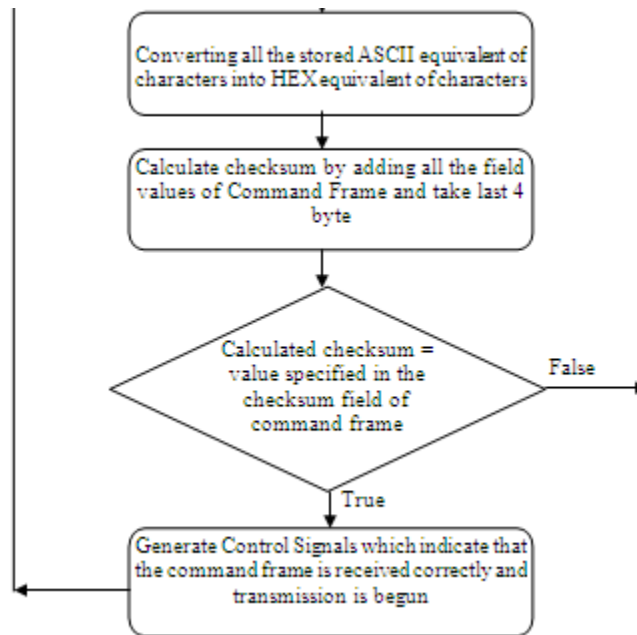 Converting all the stored ASCII equivalent of
characters into HEX equivalent of characters
Calculate checksum by adding all the field
values of Command Frame and take last 4
byte
Calculated checksum =
value specified in the
checksum field of
command frame
False
True
Generate Control Signals which indicate that
the command frame is received correctly and
transmission is begun